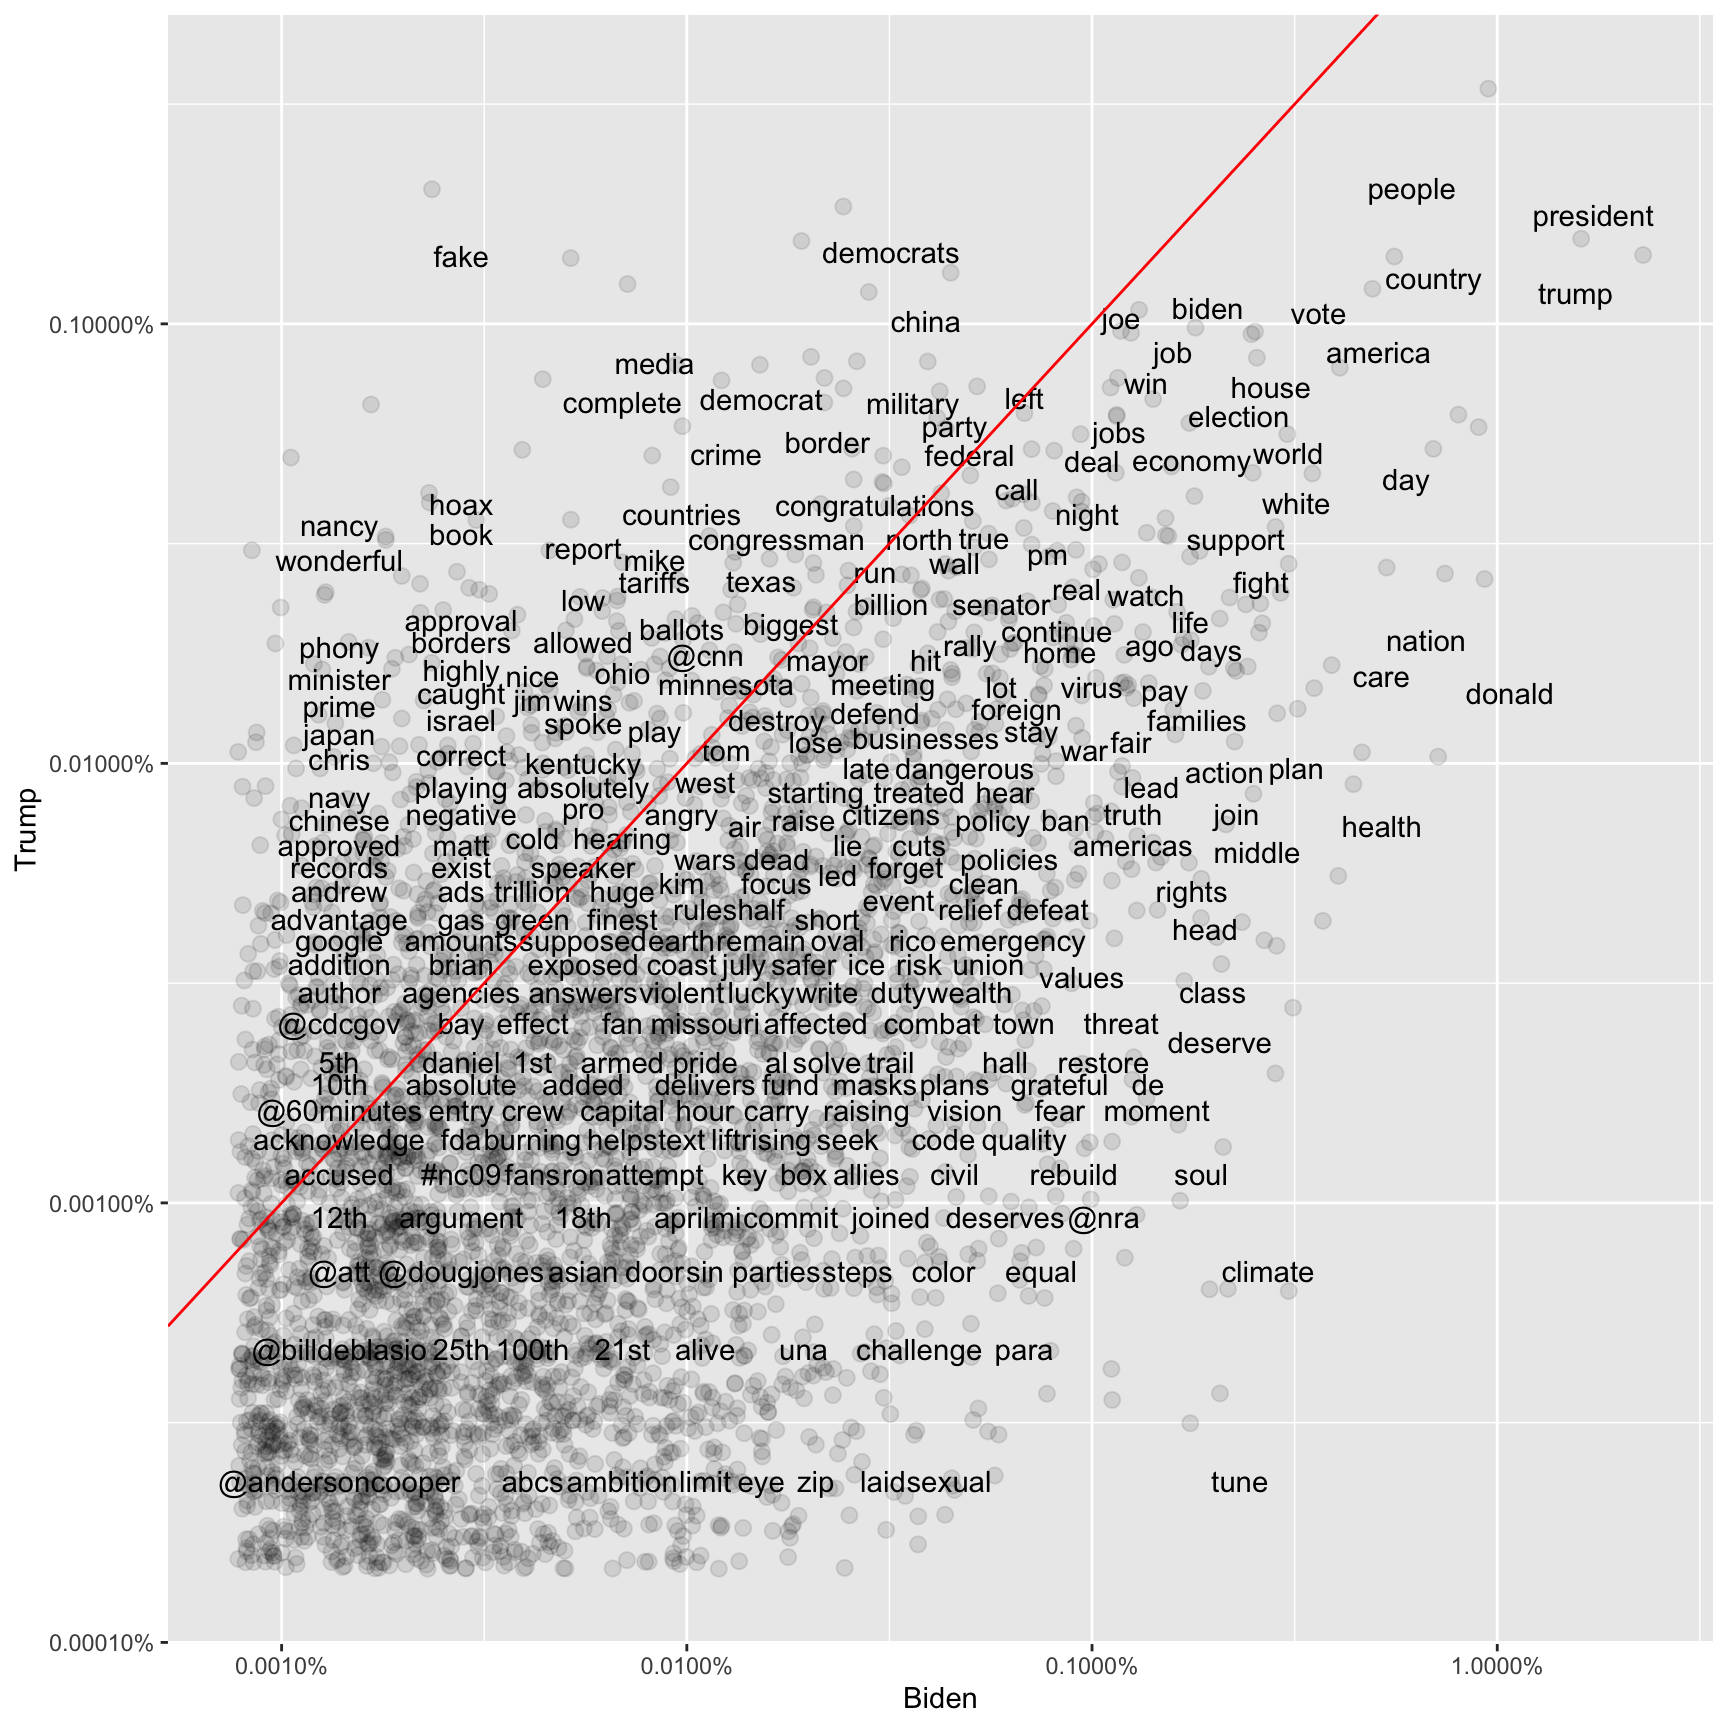 people
president
fake
democrats
country
trump
biden
vote
joe
china
0.10000%
job
america
media
win
house
complete
democrat
military
left
election
party
jobs
border
crime
federal
deal
economy
world
day
call
hoax
white
countries
congratulations
night
nancy
book
congressman
north
true
support
wonderful
report
mike
wall
pm
run
tariffs
texas
fight
low
billion
senator
real
watch
approval
ballots
biggest
continue
life
phony
borders
allowed
@cnn
mayor
hit
rally
home
ago
days
nation
minister
highly
nice
ohio
minnesota
meeting
lot
virus
pay
care
donald
prime
caught
jim
wins
destroy
defend
foreign
families
japan
israel
spoke
play
tom
lose
businesses
stay
war
fair
chris
correct
kentucky
0.01000%
west
late
dangerous
action
plan
navy
playing
absolutely
starting
treated
hear
lead
chinese
negative
pro
angry
air
raise
citizens
policy
ban
truth
join
health
approved
matt
cold
hearing
lie
cuts
americas
middle
records
exist
speaker
wars
dead
forget
policies
andrew
ads
trillion
huge
kim
focus
led
clean
rights
advantage
gas
green
finest
rules
half
short
event
relief
defeat
head
google
amounts
supposed
earth
remain
oval
rico
emergency
addition
brian
exposed
coast
july
safer
ice
risk
union
values
author
agencies
answers
violent
lucky
write
duty
wealth
class
@cdcgov
bay
effect
fan
missouri
affected
combat
town
threat
deserve
5th
daniel
1st
armed
pride
al
solve
trail
hall
restore
10th
absolute
added
delivers
fund
masks
plans
grateful
de
@60minutes
entry
crew
capital
hour
carry
raising
vision
fear
moment
acknowledge
fda
burning
helps
text
lift
rising
seek
code
quality
accused
#nc09
fans
ron
attempt
key
box
allies
civil
rebuild
soul
0.00100%
12th
argument
18th
april
mi
commit
joined
deserves
@nra
@att
@dougjones
asian
doors
in
parties
steps
color
equal
climate
@billdeblasio
25th
100th
21st
alive
una
challenge
para
@andersoncooper
abcs
ambition
limit
eye
zip
laid
sexual
tune
0.00010%
Trump
0.0010%
0.0100%
0.1000%
1.0000%
Biden